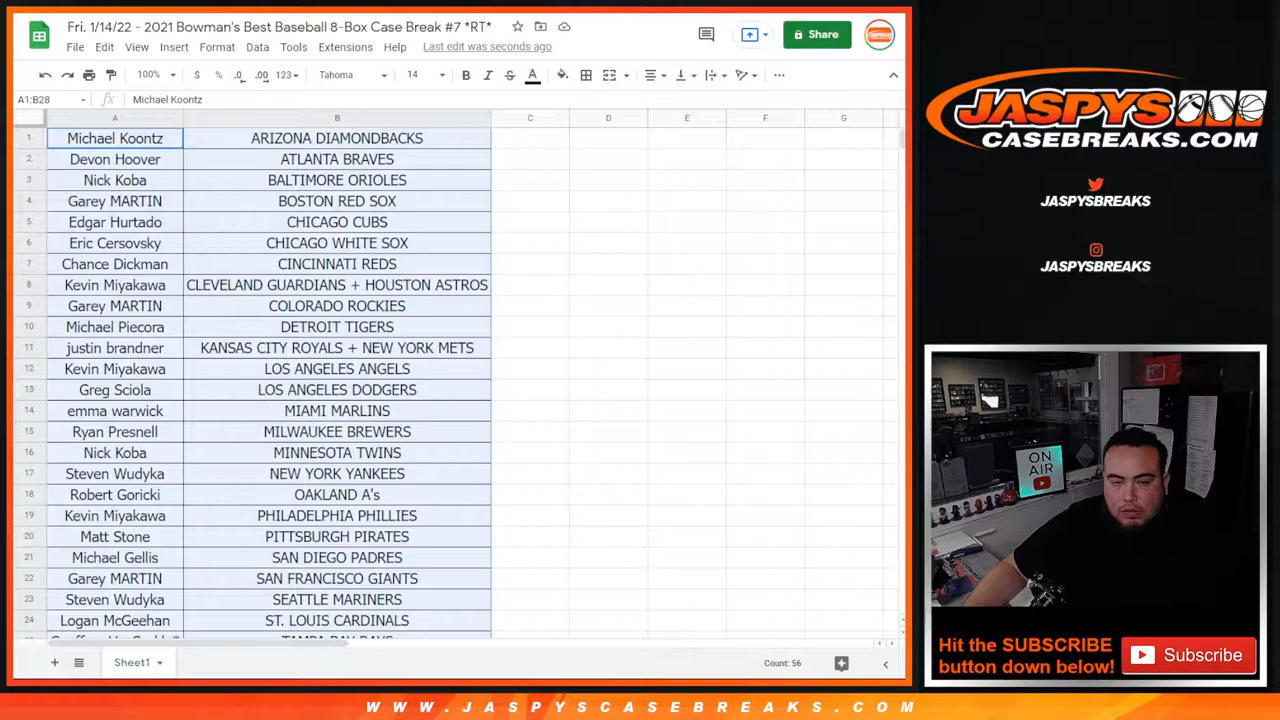 Fri. 1/14/22 - 2021 Bowman's Best Baseball 8-Box Case Break #7 *RT*
File Edit View Insert Format Data Tools Extensions Help Last edit was seconds ago
Share
100% $ % .0 .00 123 Tahoma 14 B I S A
A1:B28 fx Michael Koontz
A B C D E F G
1 Michael Koontz ARIZONA DIAMONDBACKS
2 Devon Hoover ATLANTA BRAVES
3 Nick Koba BALTIMORE ORIOLES
4 Garey MARTIN BOSTON RED SOX
5 Edgar Hurtado CHICAGO CUBS
6 Eric Cersovsky CHICAGO WHITE SOX
7 Chance Dickman CINCINNATI REDS
8 Kevin Miyakawa CLEVELAND GUARDIANS + HOUSTON ASTROS
9 Garey MARTIN COLORADO ROCKIES
10 Michael Piecora DETROIT TIGERS
11 justin brandner KANSAS CITY ROYALS + NEW YORK METS
12 Kevin Miyakawa LOS ANGELES ANGELS
13 Greg Sciola LOS ANGELES DODGERS
14 emma warwick MIAMI MARLINS
15 Ryan Presnell MILWAUKEE BREWERS
16 Nick Koba MINNESOTA TWINS
17 Steven Wudyka NEW YORK YANKEES
18 Robert Goricki OAKLAND A's
19 Kevin Miyakawa PHILADELPHIA PHILLIES
20 Matt Stone PITTSBURGH PIRATES
21 Michael Gellis SAN DIEGO PADRES
22 Garey MARTIN SAN FRANCISCO GIANTS
23 Steven Wudyka SEATTLE MARINERS
24 Logan McGeehan ST. LOUIS CARDINALS
TAMPA BAY RAYS
Sheet1 Count: 56
JASPYS
CASEBREAKS.COM
JASPYSBREAKS
JASPYSBREAKS
ON
AIR
Hit the SUBSCRIBE
button down below!
Subscribe
WWW.JASPYSCASEBREAKS.COM